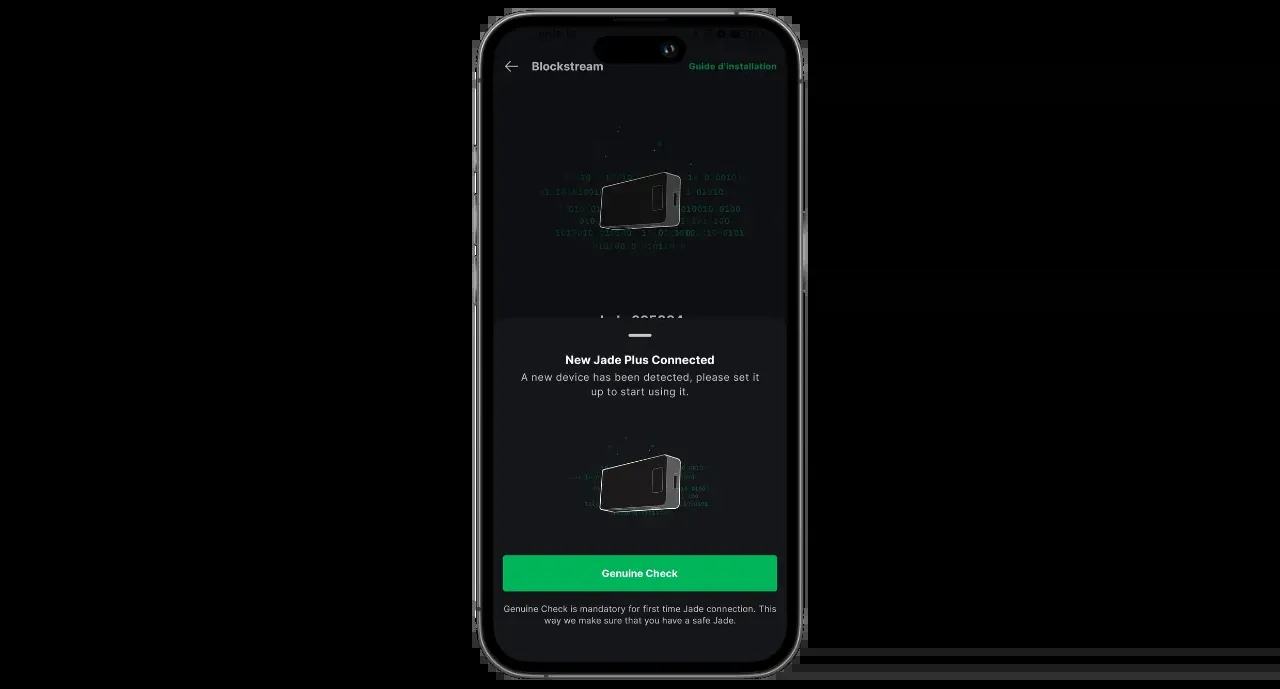 Blockstream
Guide d'installation
New Jade Plus Connected
A new device has been detected, please set it
up to start using it.
Genuine Check
Genuine Check is mandatory for first time Jade connection. This
way we make sure that you have a safe Jade.